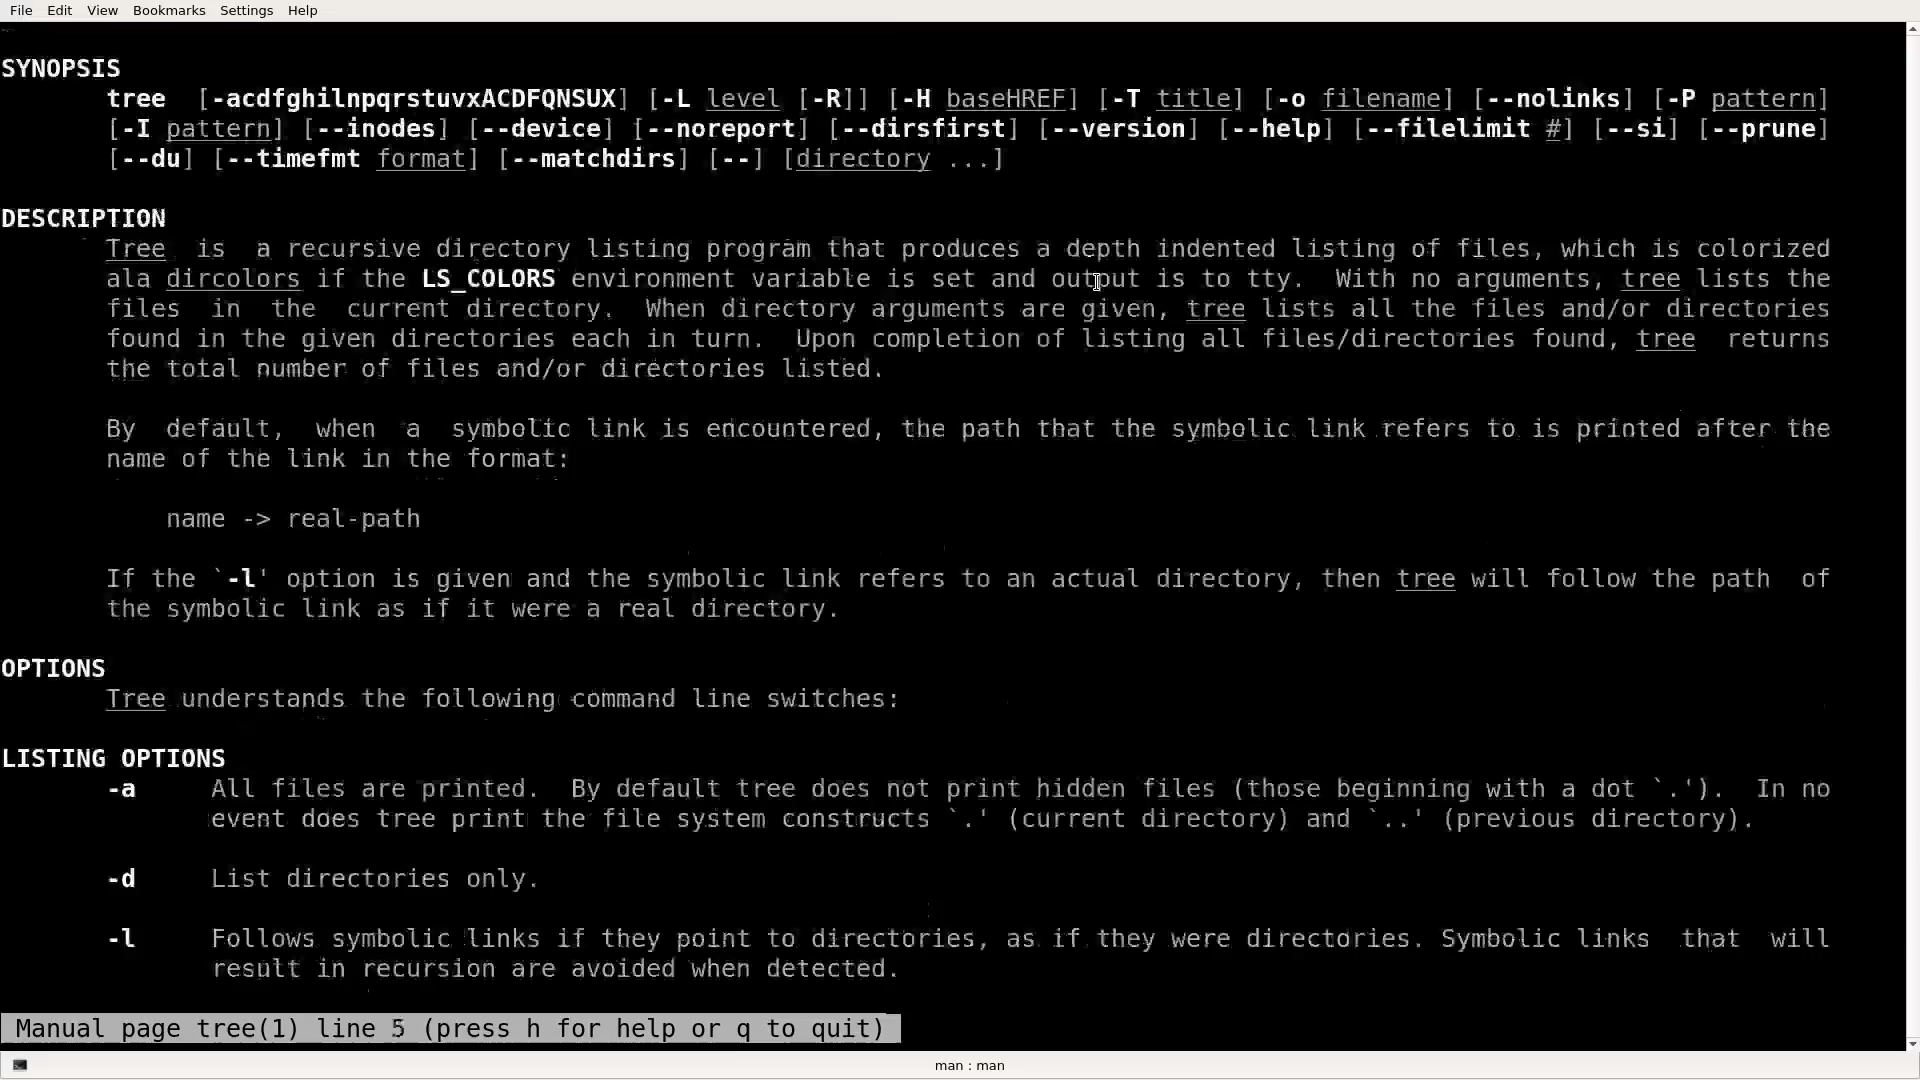 File Edit View Bookmarks Settings Help
SYNOPSIS
tree  [-acdfghilnpqrstuvxACDFQNSUX] [-L level [-R]] [-H baseHREF] [-T title] [-o filename] [--nolinks] [-P pattern]
[-I pattern] [--inodes] [--device] [--noreport] [--dirsfirst] [--version] [--help] [--filelimit #] [--si] [--prune]
[--du] [--timefmt format] [--matchdirs] [--] [directory ...]
DESCRIPTION
Tree  is  a recursive directory listing program that produces a depth indented listing of files, which is colorized
ala dircolors if the LS_COLORS environment variable is set and output is to tty.  With no arguments, tree lists the
files  in  the  current directory.  When directory arguments are given, tree lists all the files and/or directories
found in the given directories each in turn.  Upon completion of listing all files/directories found, tree  returns
the total number of files and/or directories listed.
By  default,  when  a  symbolic link is encountered, the path that the symbolic link refers to is printed after the
name of the link in the format:
name -> real-path
If the `-l' option is given and the symbolic link refers to an actual directory, then tree will follow the path  of
the symbolic link as if it were a real directory.
OPTIONS
Tree understands the following command line switches:
LISTING OPTIONS
-a     All files are printed.  By default tree does not print hidden files (those beginning with a dot `.').  In no
event does tree print the file system constructs `.' (current directory) and `..' (previous directory).
-d     List directories only.
-l     Follows symbolic links if they point to directories, as if they were directories. Symbolic links  that  will
result in recursion are avoided when detected.
Manual page tree(1) line 5 (press h for help or q to quit)
man : man